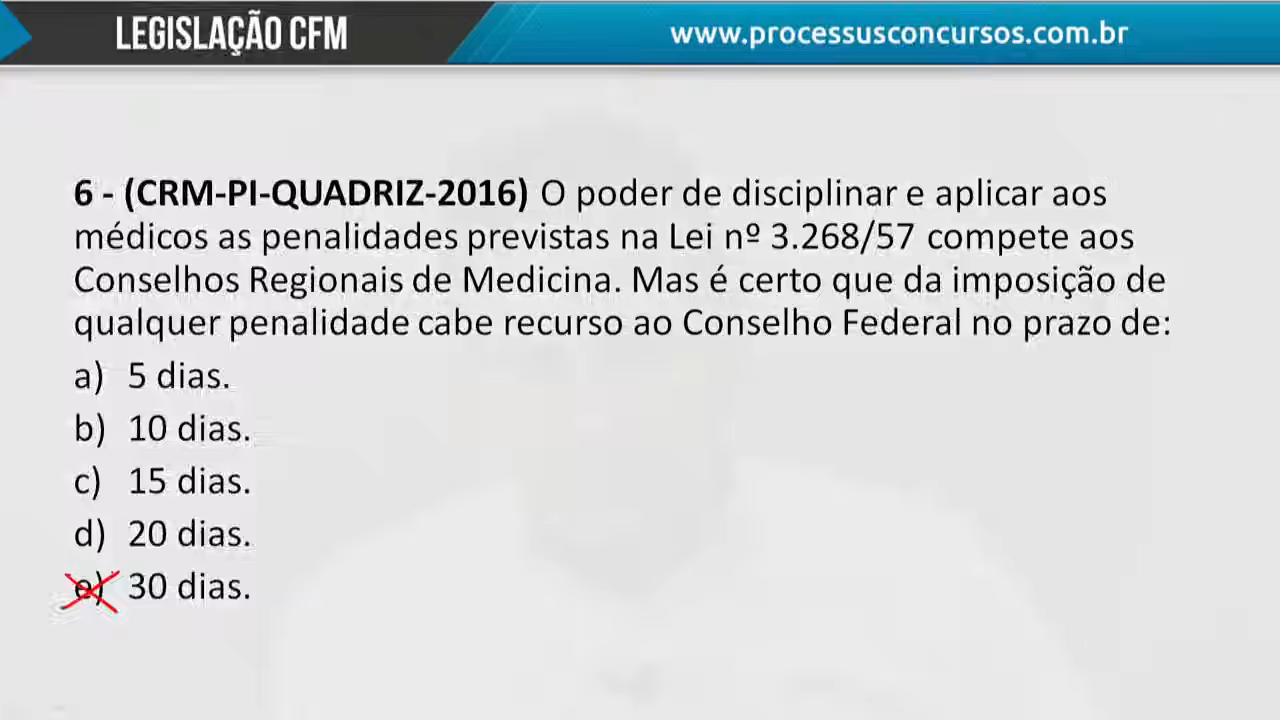 LEGISLAÇÃO CFM
www.processusconcursos.com.br
6 - (CRM-PI-QUADRIZ-2016) O poder de disciplinar e aplicar aos
médicos as penalidades previstas na Lei nº 3.268/57 compete aos
Conselhos Regionais de Medicina. Mas é certo que da imposição de
qualquer penalidade cabe recurso ao Conselho Federal no prazo de:
a) 5 dias.
b) 10 dias.
c) 15 dias.
d) 20 dias.
e) 30 dias.